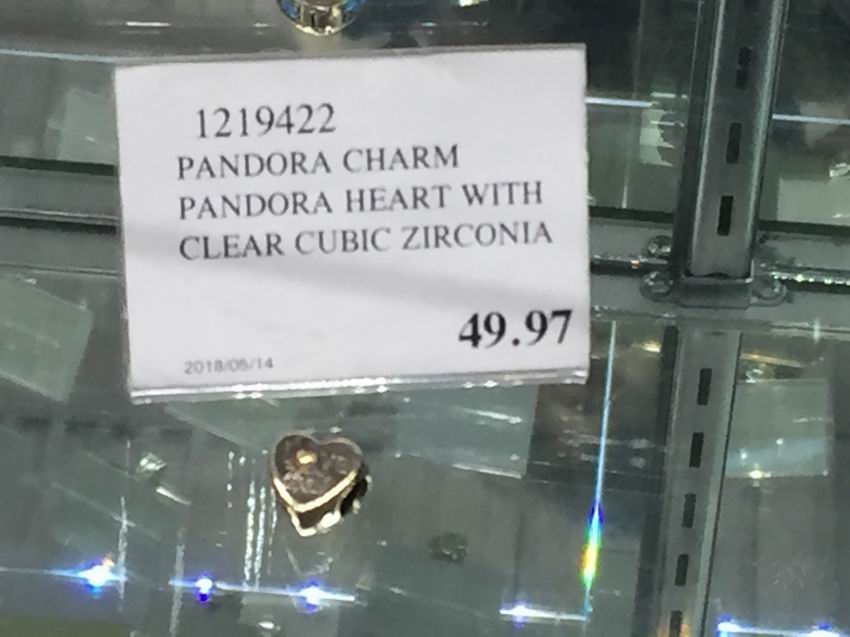 1219422
PANDORA CHARM
PANDORA HEART WITH
CLEAR CUBIC ZIRCONIA
49.97
2018/05/14